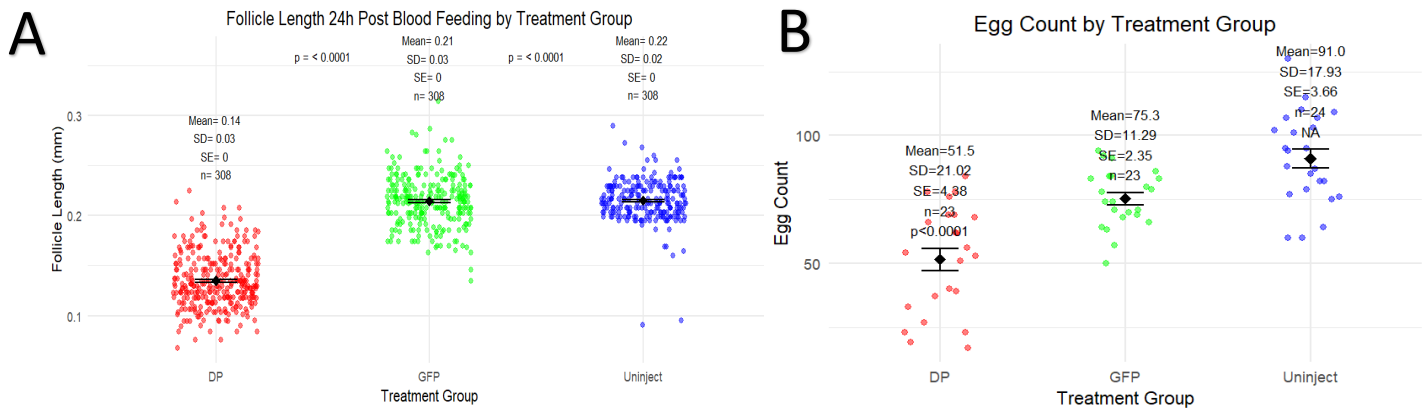 A
Follicle Length 24h Post Blood Feeding by Treatment Group
Mean= 0.21
SD= 0.03
SE= 0
n= 308
Mean= 0.22
SD= 0.02
SE= 0
n= 308
p = < 0.0001
p = < 0.0001
Mean= 0.14
SD= 0.03
SE= 0
n= 308
Follicle Length (mm)
0.3
0.2
0.1
DP
GFP
Uninject
Treatment Group
B
Egg Count by Treatment Group
Mean=91.0
SD=17.93
SE=3.66
n=24
NA
Mean=75.3
SD=11.29
SE=2.35
n=23
Mean=51.5
SD=21.02
SE=4.38
n=23
p<0.0001
Egg Count
100
50
DP
GFP
Uninject
Treatment Group